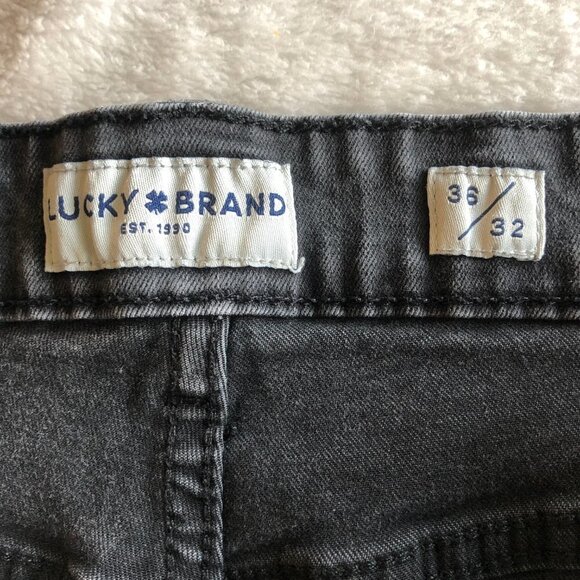 LUCKY BRAND
EST. 1990
36/32